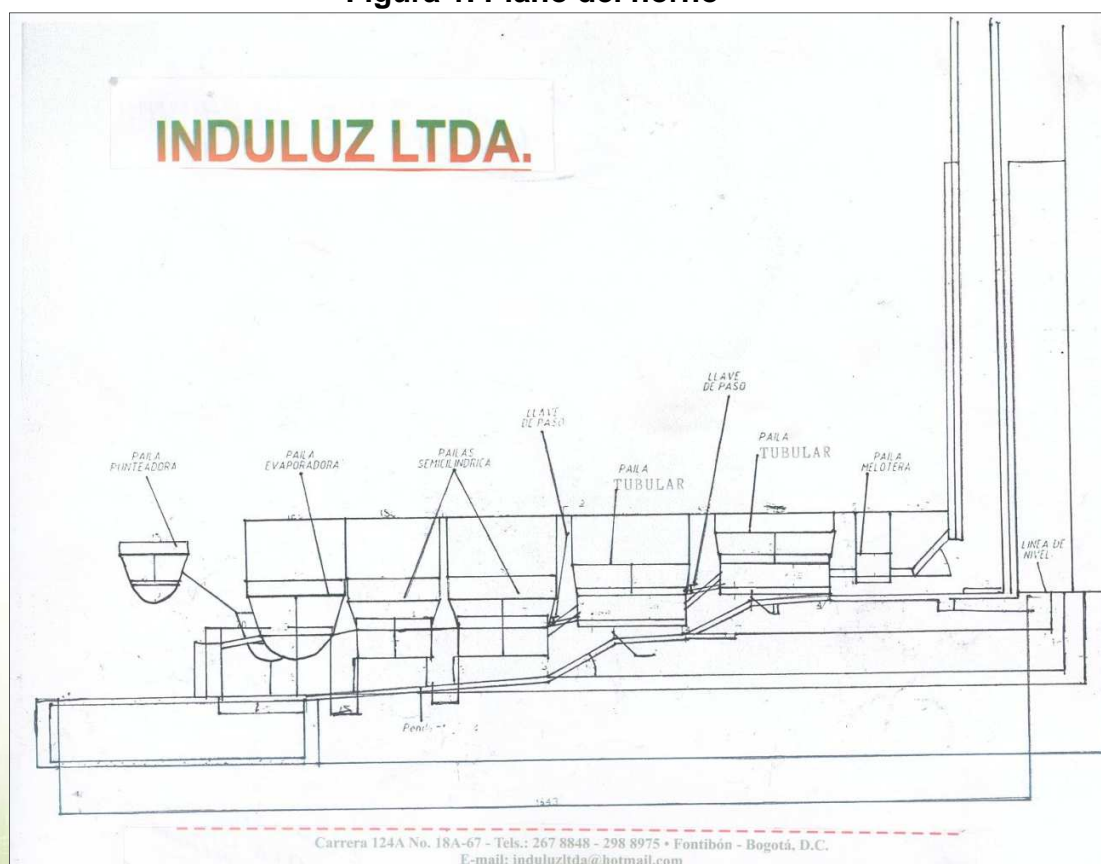 Figura 1. Plano del horno
INDULUZ LTDA.
LLAVE
DE PASO
LLAVE
DE PASO
PAILA
PUNTEADORA
PAILA
EVAPORADORA
PAILAS
SEMICILINDRICA
PAILA
TUBULAR
PAILA
TUBULAR
PAILA
MELOTERA
LINEA DE
NIVEL
Carrera 124A No. 18A-67 - Tels.: 267 8848 - 298 8975 • Fontibón - Bogotá, D.C.
E-mail: induluzltda@hotmail.com